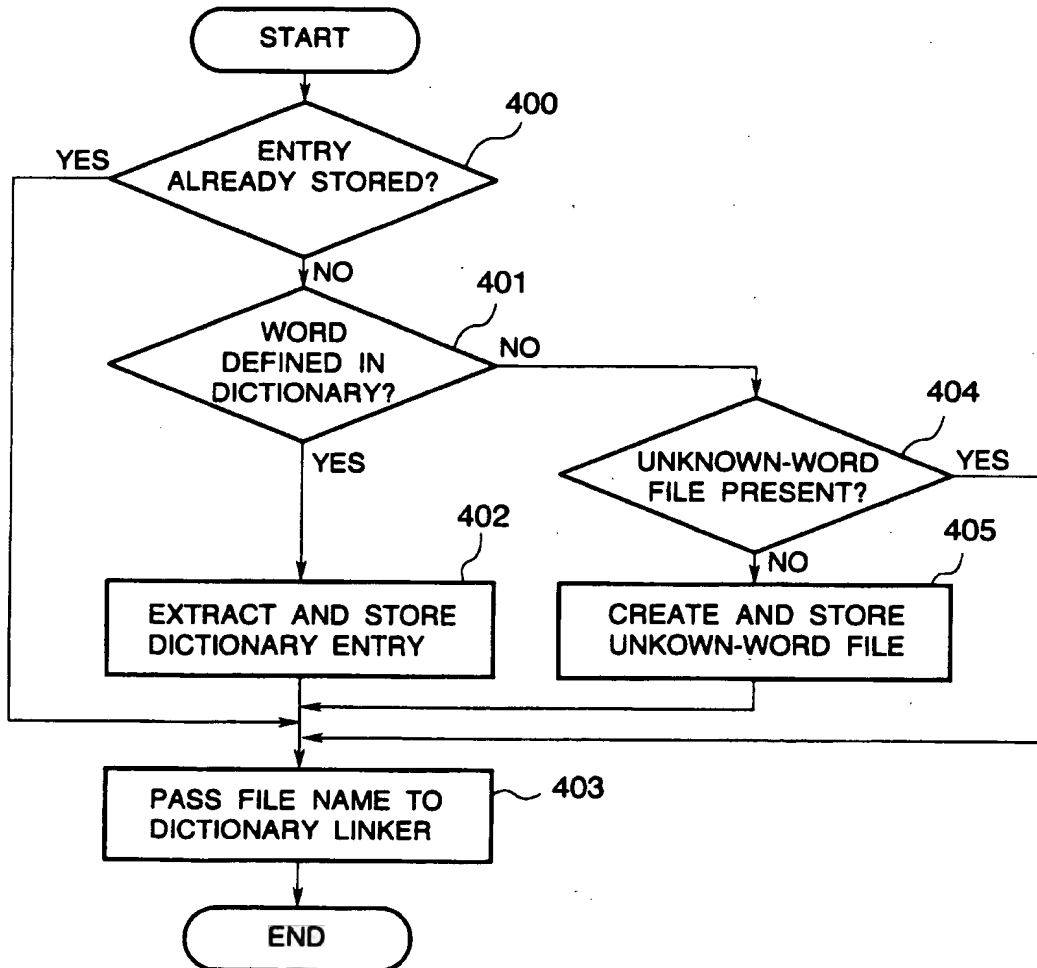 START
400
ENTRY
ALREADY STORED?
YES
NO
401
WORD
DEFINED IN
DICTIONARY?
NO
YES
404
UNKNOWN-WORD
FILE PRESENT?
YES
NO
402
EXTRACT AND STORE
DICTIONARY ENTRY
405
CREATE AND STORE
UNKOWN-WORD FILE
PASS FILE NAME TO
DICTIONARY LINKER
403
END